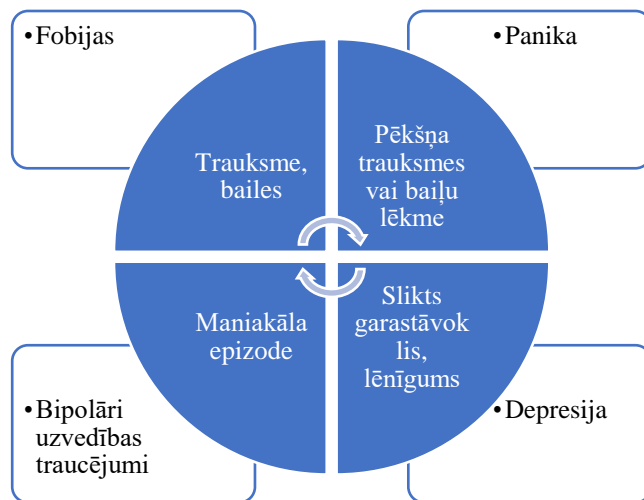 •Fobijas
•Panika
Trauksme,
bailes
Pēkšņa
trauksmes
vai baiļu
lēkme
Maniakāla
epizode
Slikts
garastāvok
lis,
lēnīgums
•Bipolāri
uzvedības
traucējumi
•Depresija